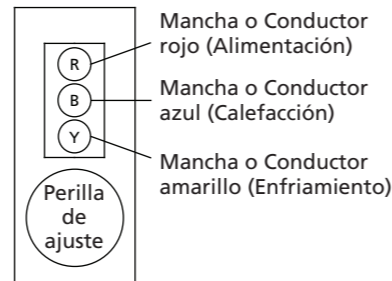 R
Mancha o Conductor
rojo (Alimentación)
B
Mancha o Conductor
azul (Calefacción)
Y
Mancha o Conductor
amarillo (Enfriamiento)
Perilla
de
ajuste